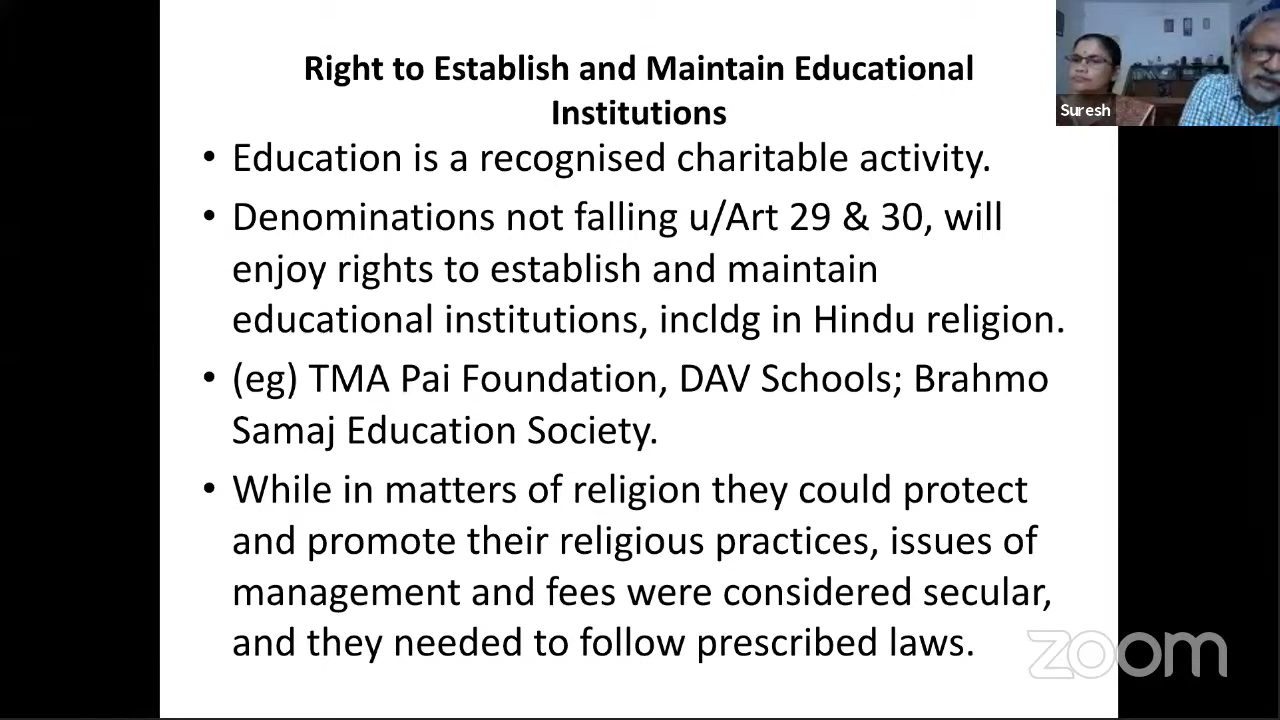 Right to Establish and Maintain Educational
Institutions
• Education is a recognised charitable activity.
• Denominations not falling u/Art 29 & 30, will
enjoy rights to establish and maintain
educational institutions, incldg in Hindu religion.
• (eg) TMA Pai Foundation, DAV Schools; Brahmo
Samaj Education Society.
• While in matters of religion they could protect
and promote their religious practices, issues of
management and fees were considered secular,
and they needed to follow prescribed laws.
Suresh
zoom